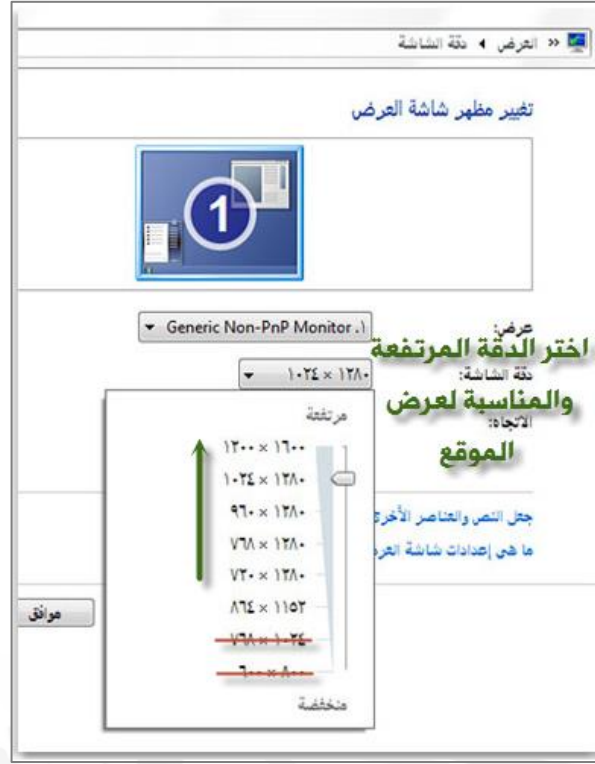 « العرض ▸ دقة الشاشة
تغيير مظهر شاشة العرض
1
عرض: ١. Generic Non-PnP Monitor
اختر الدقة المرتفعة
دقة الشاشة: ١٢٨٠ × ١٠٢٤
والمناسبة لعرض
الاتجاه:
الموقع
مرتفعة
١٦٠٠ × ١٢٠٠
١٢٨٠ × ١٠٢٤
١٢٨٠ × ٩٦٠
١٢٨٠ × ٧٦٨
١٢٨٠ × ٧٢٠
١١٥٢ × ٨٦٤
١٠٢٤ × ٧٦٨
٨٠٠ × ٦٠٠
منخفضة
جعل النص والعناصر الأخرى
ما هي إعدادات شاشة
موافق